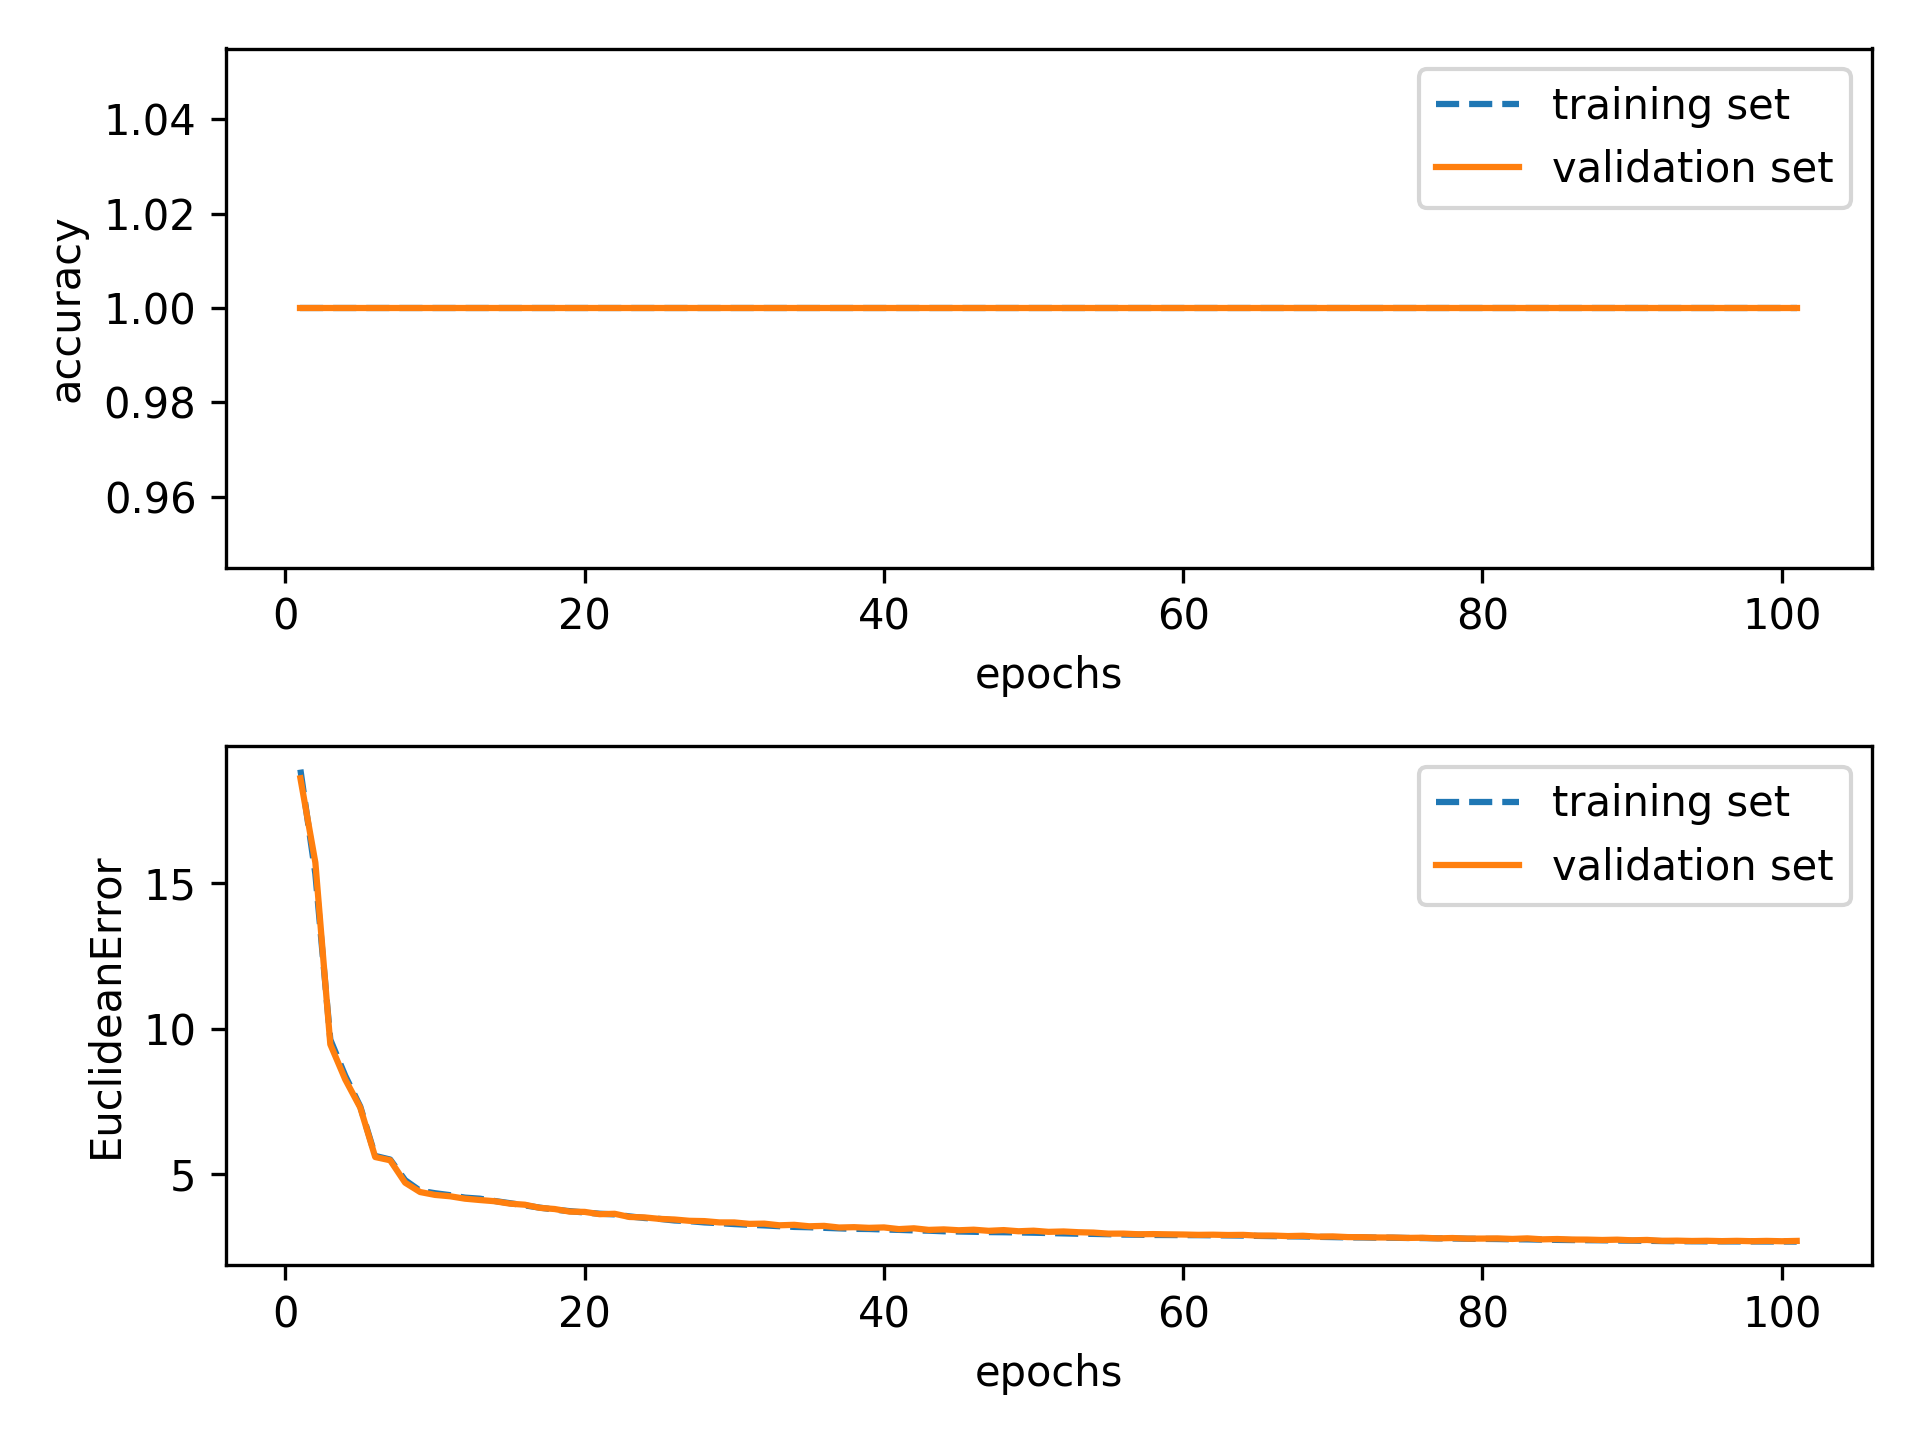 accuracy
1.04
1.02
1.00
0.98
0.96
training set
validation set
0 20 40 60 80 100
epochs
EuclideanError
15
10
5
training set
validation set
0 20 40 60 80 100
epochs